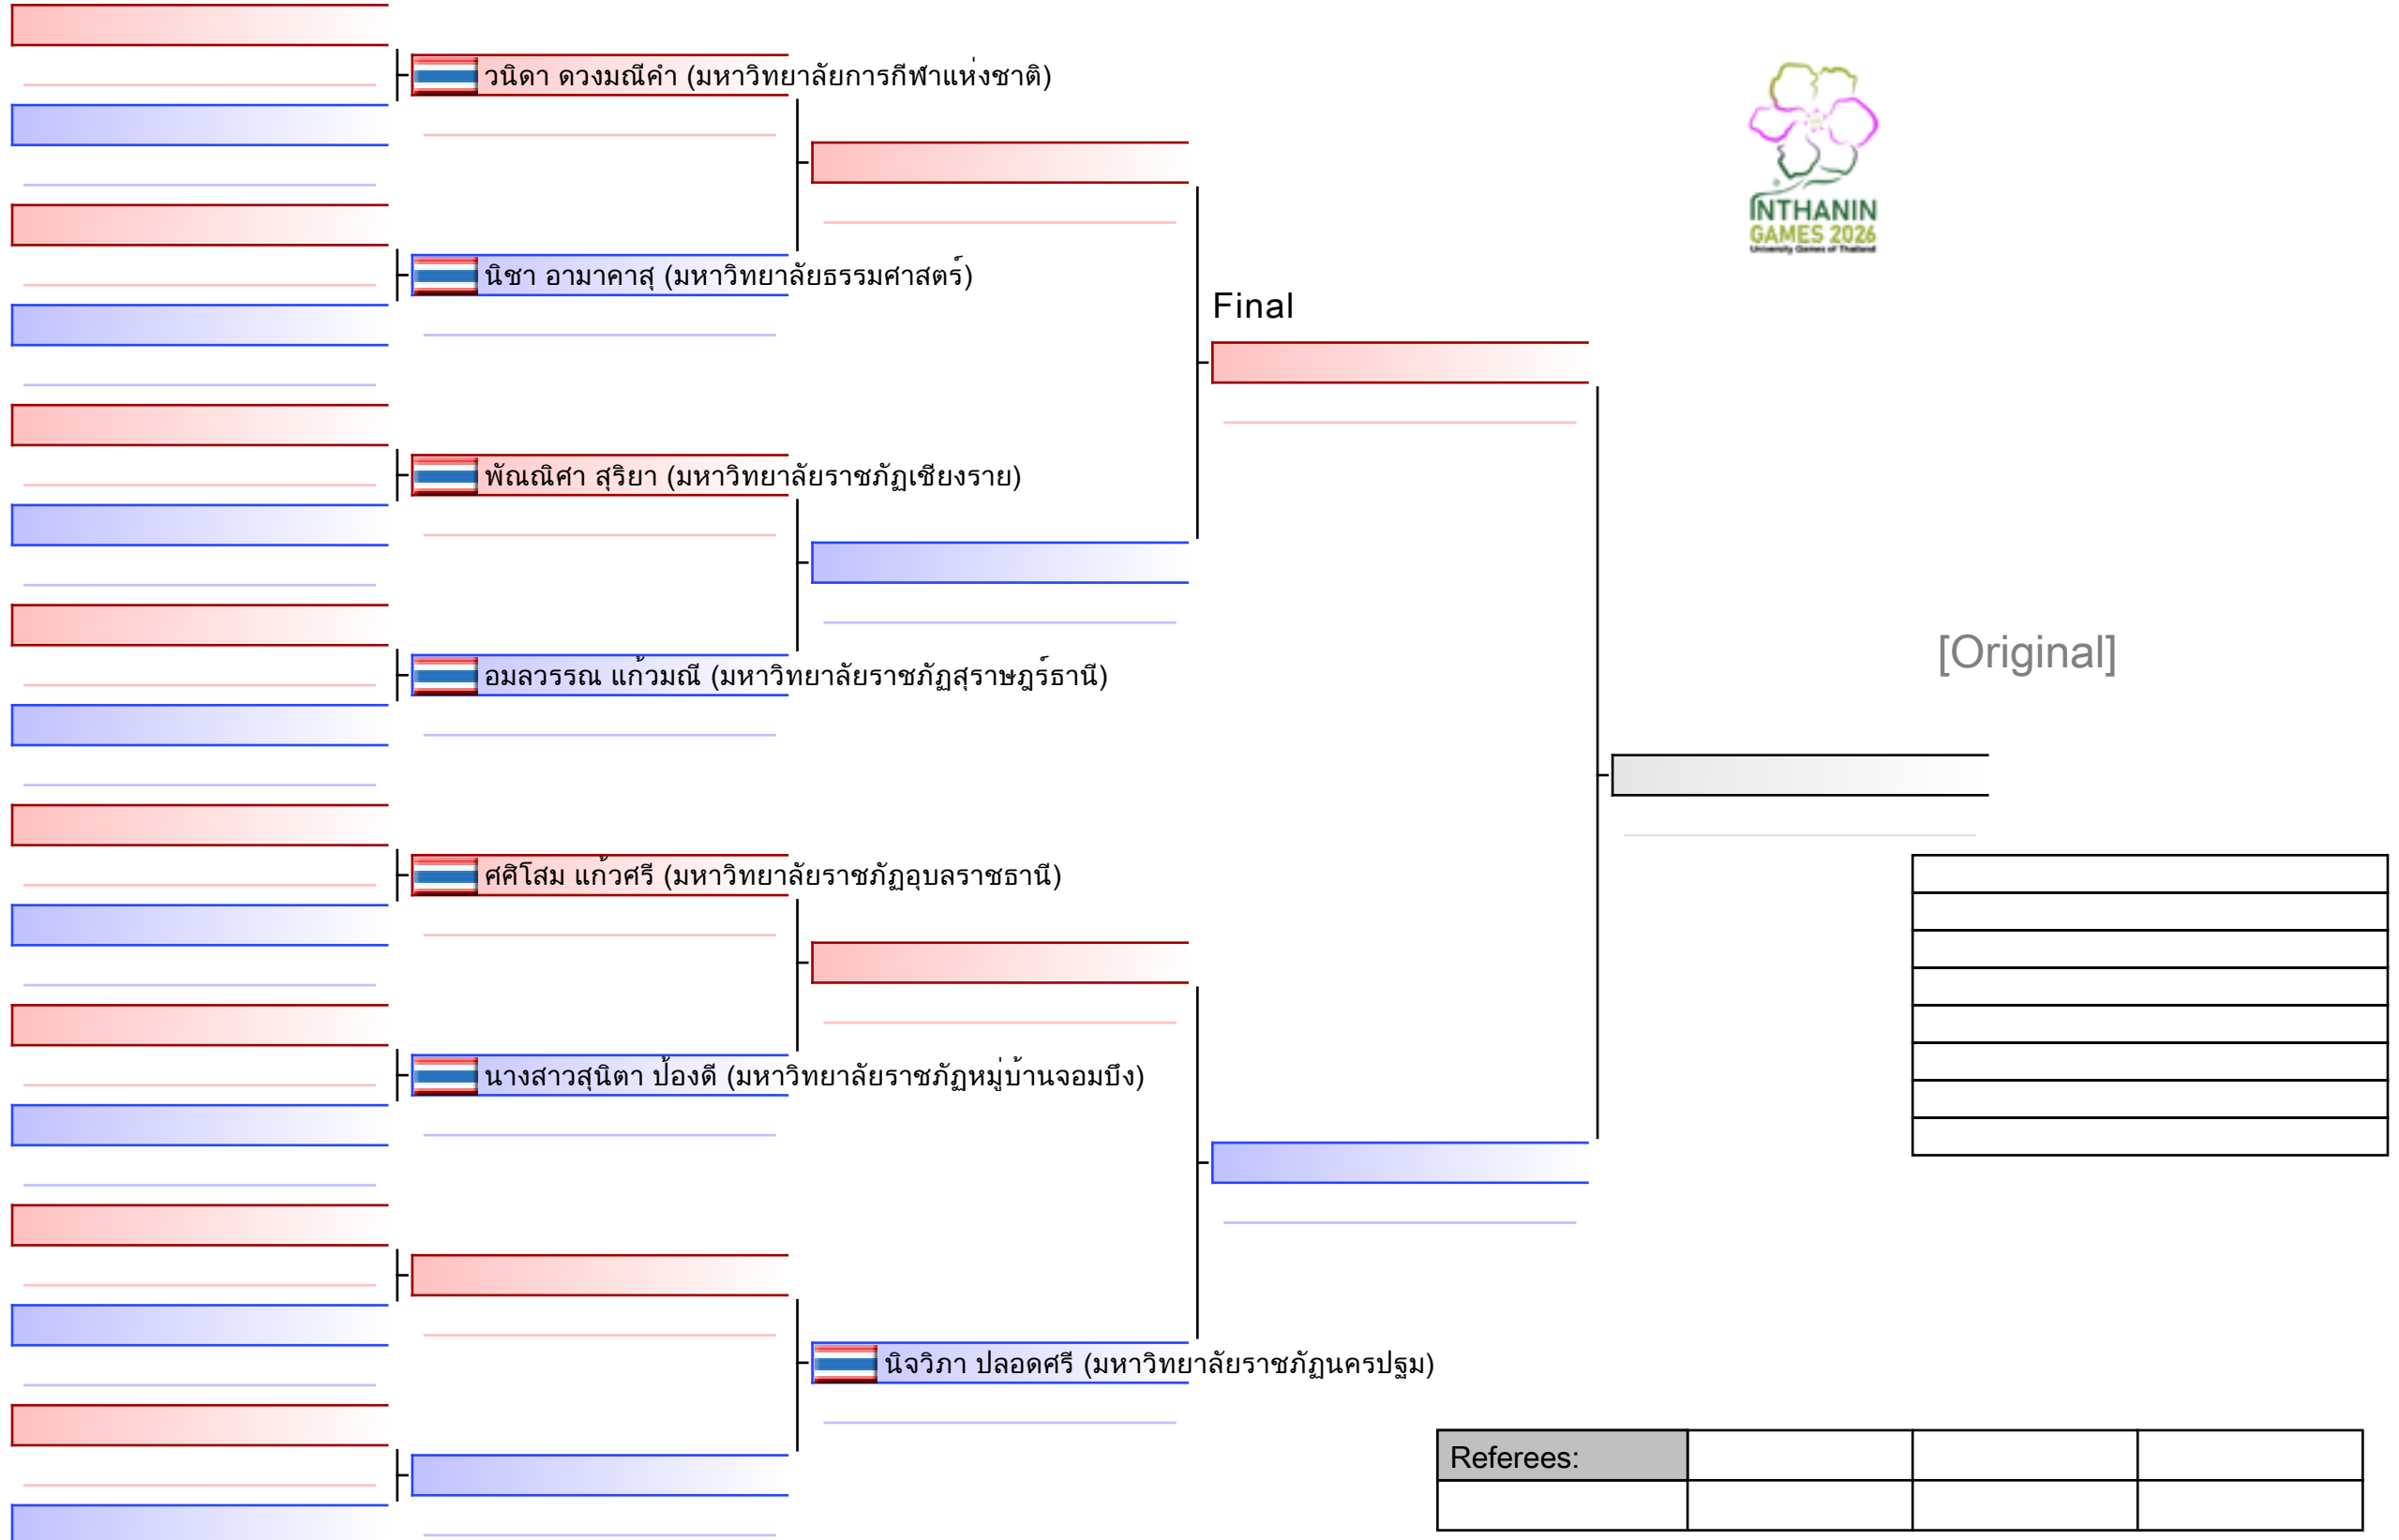 วนิดา ดวงมณีคำ (มหาวิทยาลัยการกีฬาแห่งชาติ)
INTHANIN
GAMES 2026
University Games of Thailand
นิชา อามาคาสุ (มหาวิทยาลัยธรรมศาสตร์)
Final
พัณณิศา สุริยา (มหาวิทยาลัยราชภัฏเชียงราย)
[Original]
อมลวรรณ แก้วมณี (มหาวิทยาลัยราชภัฏสุราษฎร์ธานี)
ศศิโสม แก้วศรี (มหาวิทยาลัยราชภัฏอุบลราชธานี)
นางสาวสุนิตา ป้องดี (มหาวิทยาลัยราชภัฏหมู่บ้านจอมบึง)
นิจวิภา ปลอดศรี (มหาวิทยาลัยราชภัฏนครปฐม)
Referees: